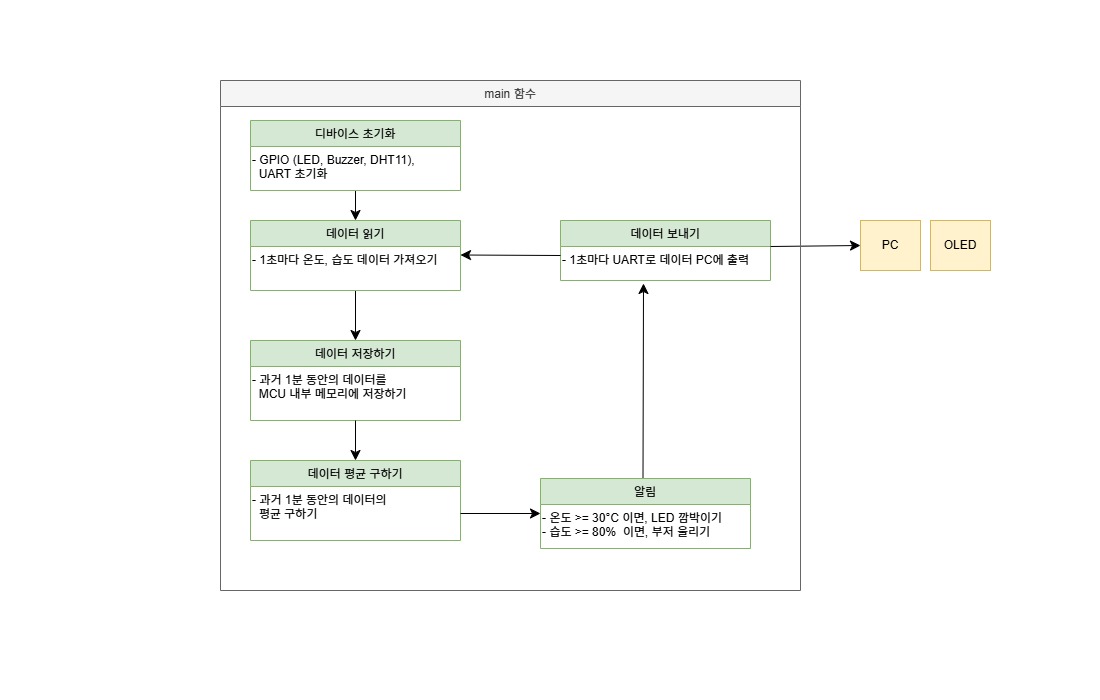 main 함수
디바이스 초기화
- GPIO (LED, Buzzer, DHT11),
UART 초기화
데이터 읽기
- 1초마다 온도, 습도 데이터 가져오기
데이터 보내기
- 1초마다 UART로 데이터 PC에 출력
PC
OLED
데이터 저장하기
- 과거 1분 동안의 데이터를
MCU 내부 메모리에 저장하기
데이터 평균 구하기
- 과거 1분 동안의 데이터의
평균 구하기
알림
- 온도 >= 30°C 이면, LED 깜박이기
- 습도 >= 80% 이면, 부저 울리기